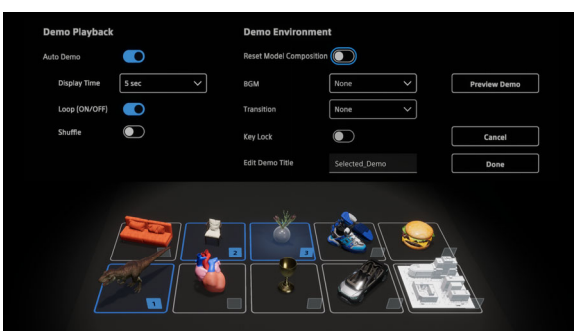 Demo Playback
Auto Demo
Display Time 5 sec
Loop (ON/OFF)
Shuffle
Demo Environment
Reset Model Composition
BGM None
Transition None
Key Lock
Edit Demo Title Selected_Demo
Preview Demo
Cancel
Done
2
3
1